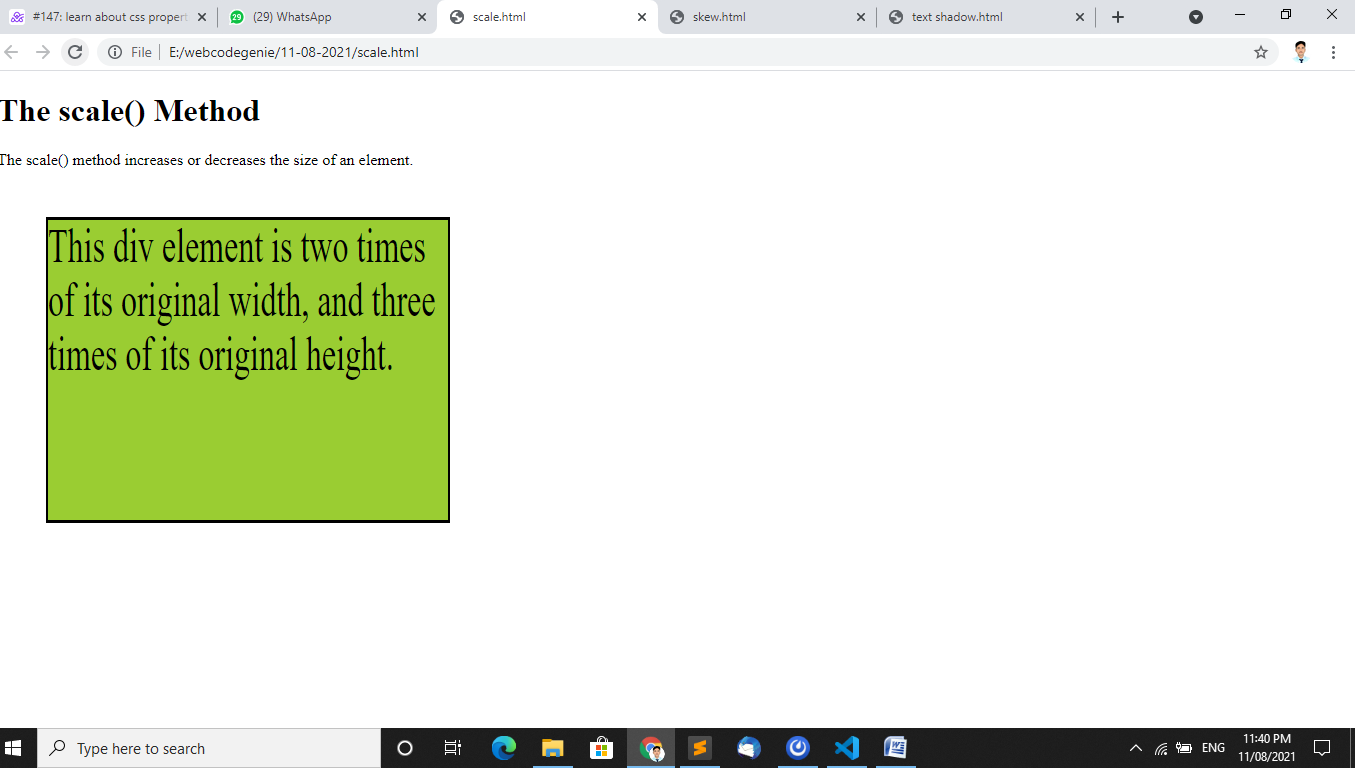 #147: learn about css propert
29
(29) WhatsApp
scale.html
skew.html
text shadow.html
File
E:/webcodegenie/11-08-2021/scale.html
The scale() Method
The scale() method increases or decreases the size of an element.
This div element is two times
of its original width, and three
times of its original height.
Type here to search
ENG
11:40 PM
11/08/2021